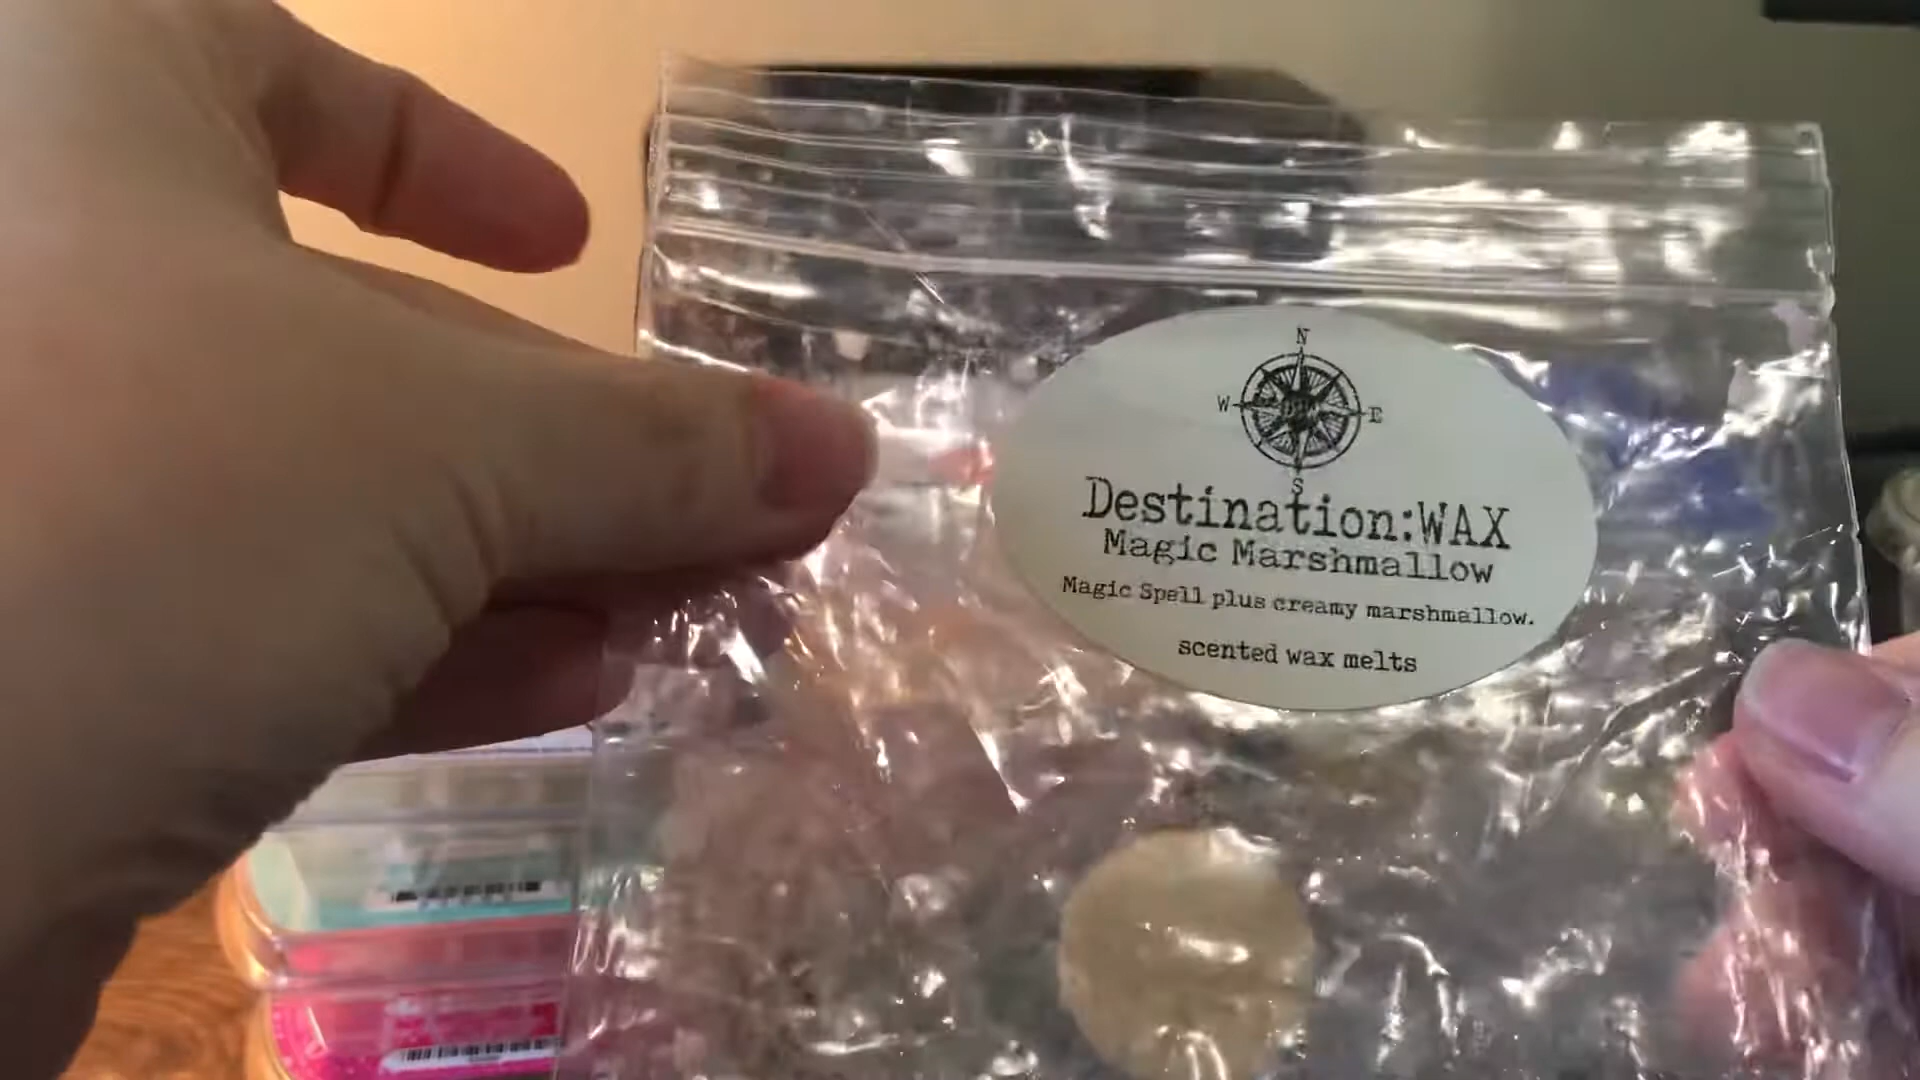 N
W E
S
Destination:WAX
Magic Marshmallow
Magic Spell plus creamy marshmallow.
scented wax melts